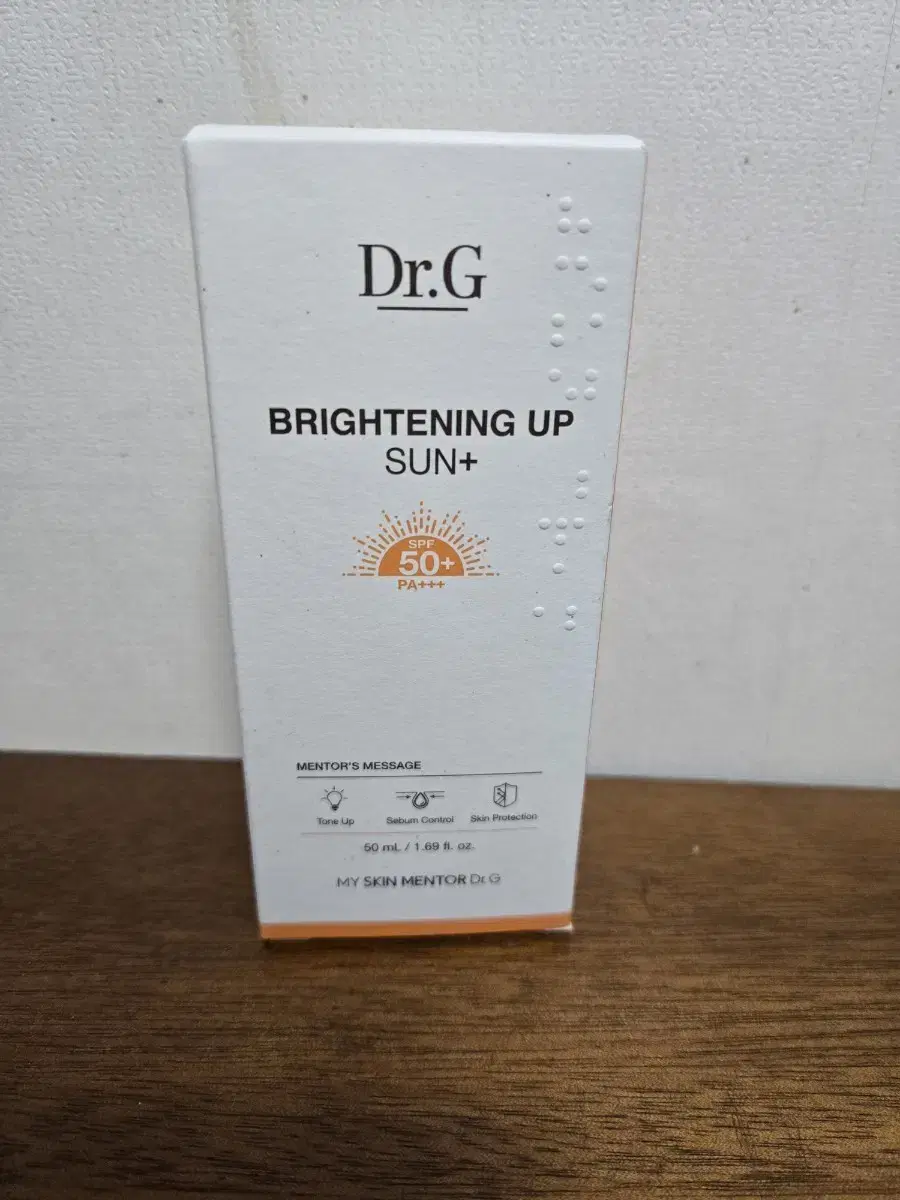 Dr.G
BRIGHTENING UP
SUN+
SPF
50+
PA+++
MENTOR'S MESSAGE
Tone Up Sebum Control Skin Protection
50 mL / 1.69 fl. oz.
MY SKIN MENTOR Dr.G